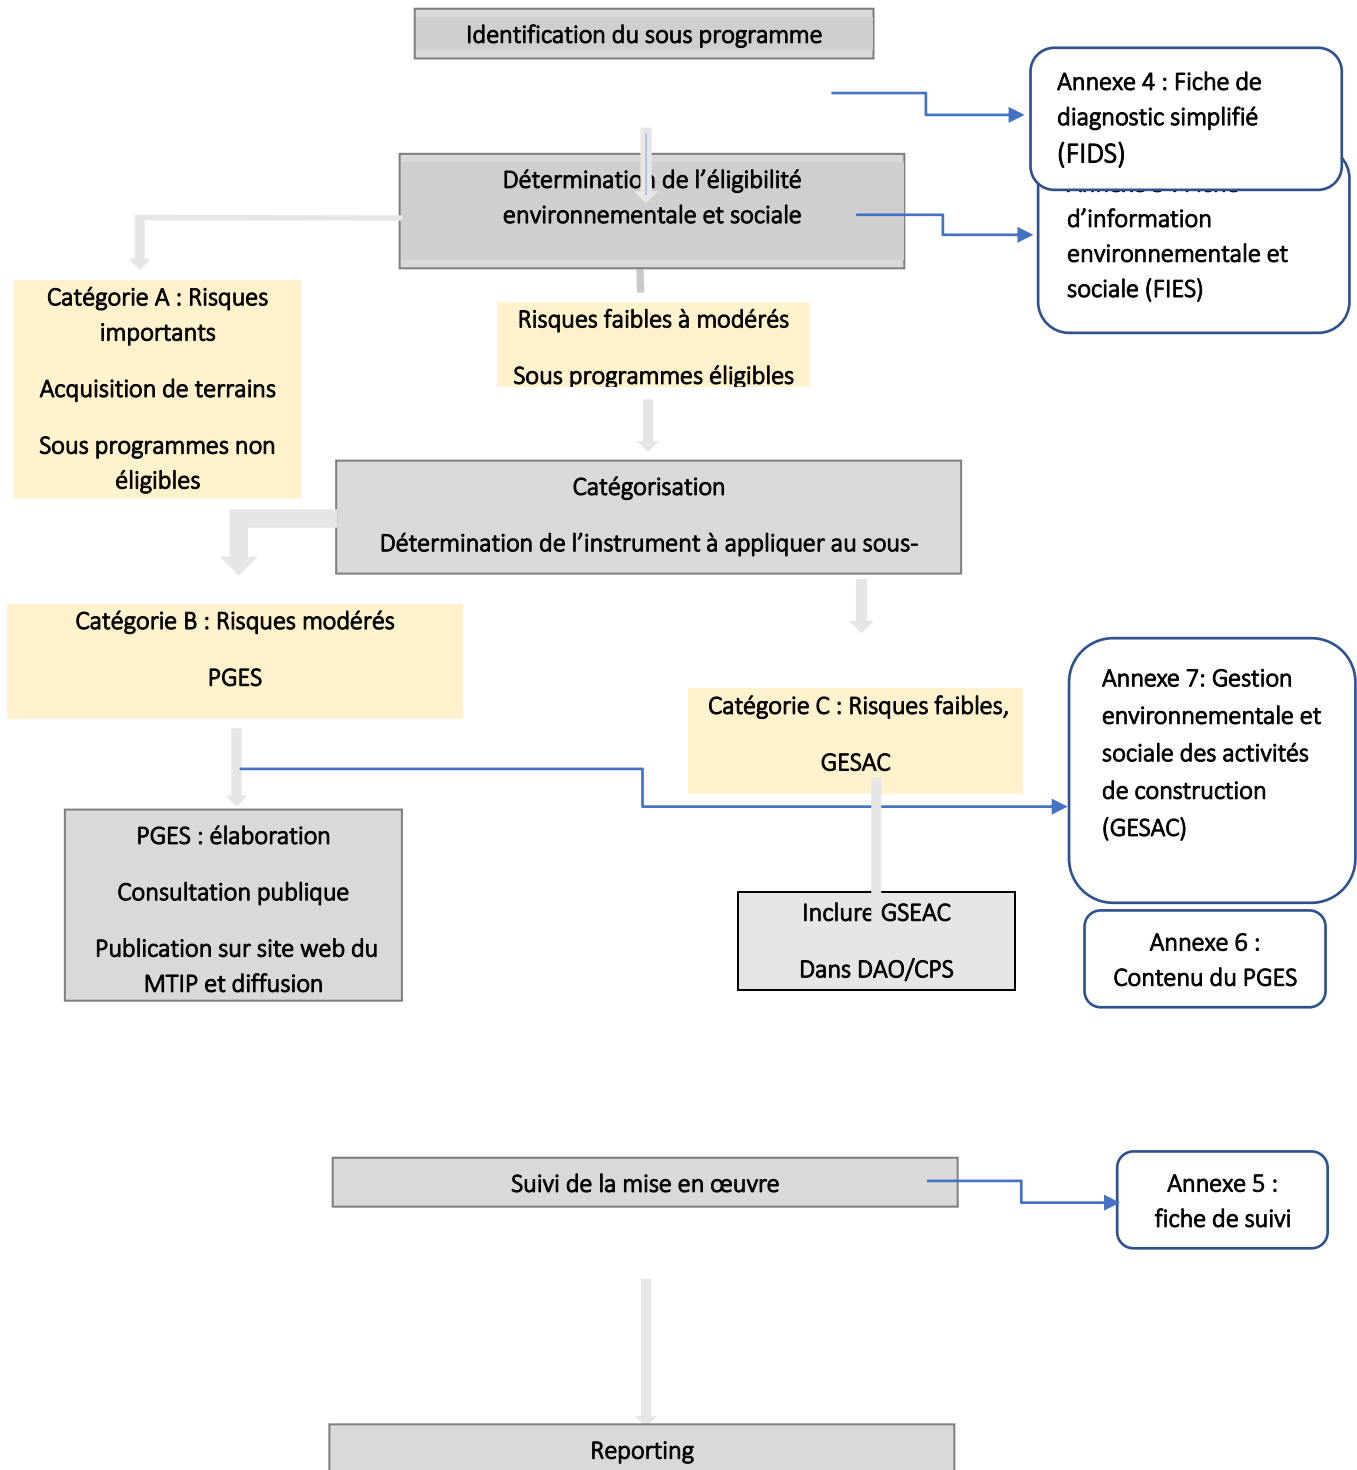 Identification du sous programme
Annexe 4 : Fiche de
diagnostic simplifié
(FIDS)
Détermination de l’éligibilité
environnementale et sociale
d’information
environnementale et
sociale (FIES)
Catégorie A : Risques
importants
Acquisition de terrains
Sous programmes non
éligibles
Risques faibles à modérés
Sous programmes éligibles
Catégorisation
Détermination de l’instrument à appliquer au sous-
Catégorie B : Risques modérés
PGES
Catégorie C : Risques faibles,
GESAC
Annexe 7: Gestion
environnementale et
sociale des activités
de construction
(GESAC)
PGES : élaboration
Consultation publique
Publication sur site web du
MTIP et diffusion
Inclure GSEAC
Dans DAO/CPS
Annexe 6 :
Contenu du PGES
Suivi de la mise en œuvre
Annexe 5 :
fiche de suivi
Reporting